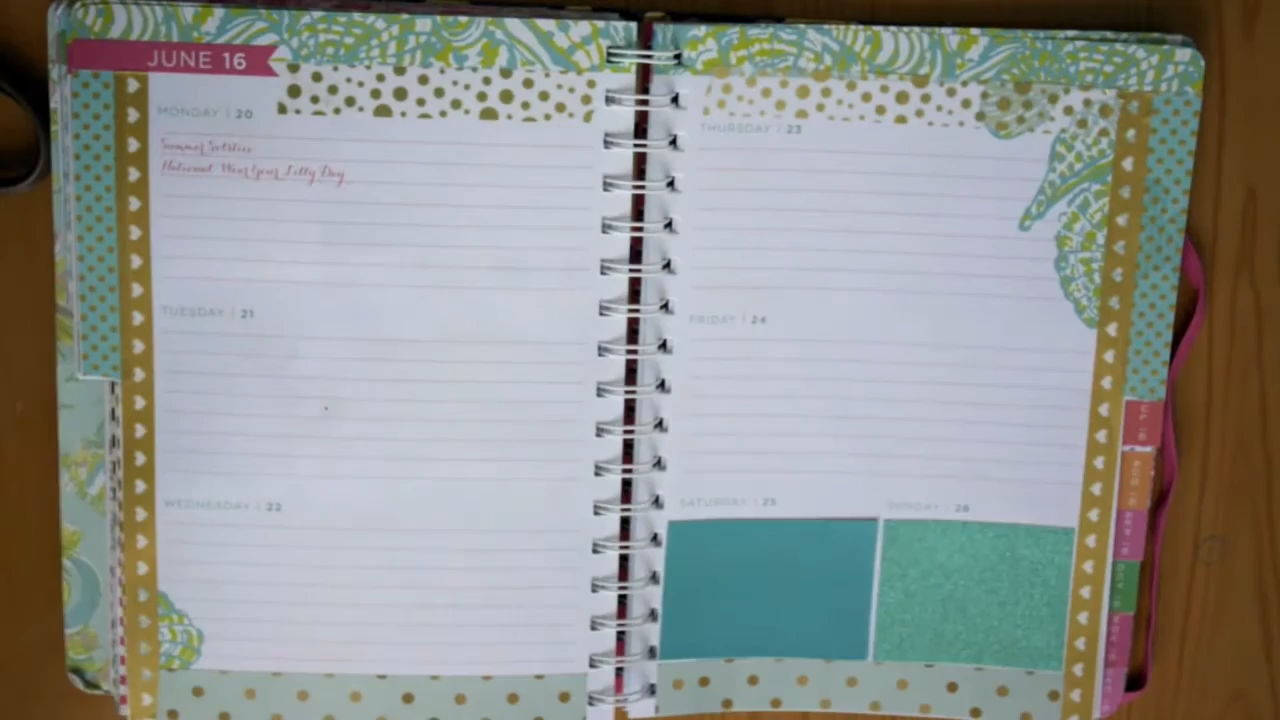 JUNE 16
MONDAY | 20
Summer Solstice
National Wear Your Lilly Day
TUESDAY | 21
WEDNESDAY | 22
THURSDAY | 23
FRIDAY | 24
SATURDAY | 25
SUNDAY | 26